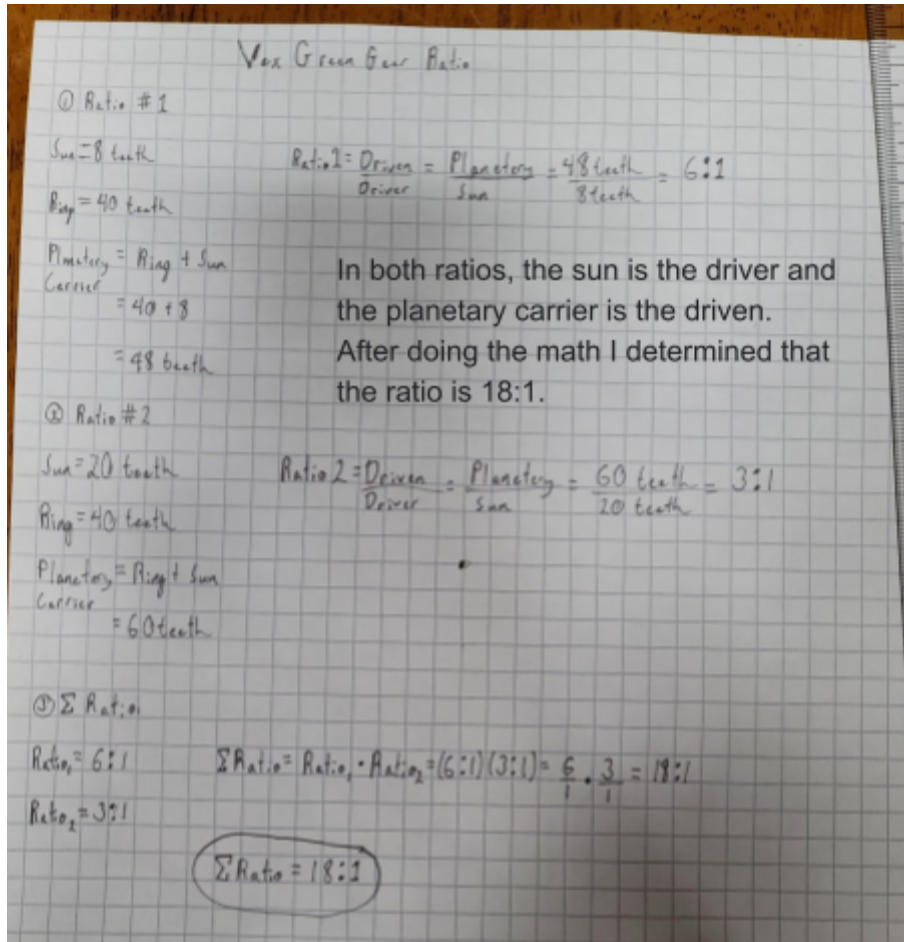 Vex Green Gear Ratio
① Ratio #1
Sun = 8 teeth
Ratio 1 = Driven/Driver = Planetary/Sun = 48 teeth/8 teeth = 6:1
Ring = 40 teeth
Planetary Carrier = Ring + Sun
= 40 + 8
= 48 teeth
In both ratios, the sun is the driver and
the planetary carrier is the driven.
After doing the math I determined that
the ratio is 18:1.
② Ratio #2
Sun = 20 teeth
Ratio 2 = Driven/Driver = Planetary/Sun = 60 teeth/20 teeth = 3:1
Ring = 40 teeth
Planetary Carrier = Ring + Sun
= 60 teeth
③ Σ Ratio
Ratio₁ = 6:1
Σ Ratio = Ratio₁ · Ratio₂ = (6:1)(3:1) = 6/1 · 3/1 = 18:1
Ratio₂ = 3:1
Σ Ratio = 18:1